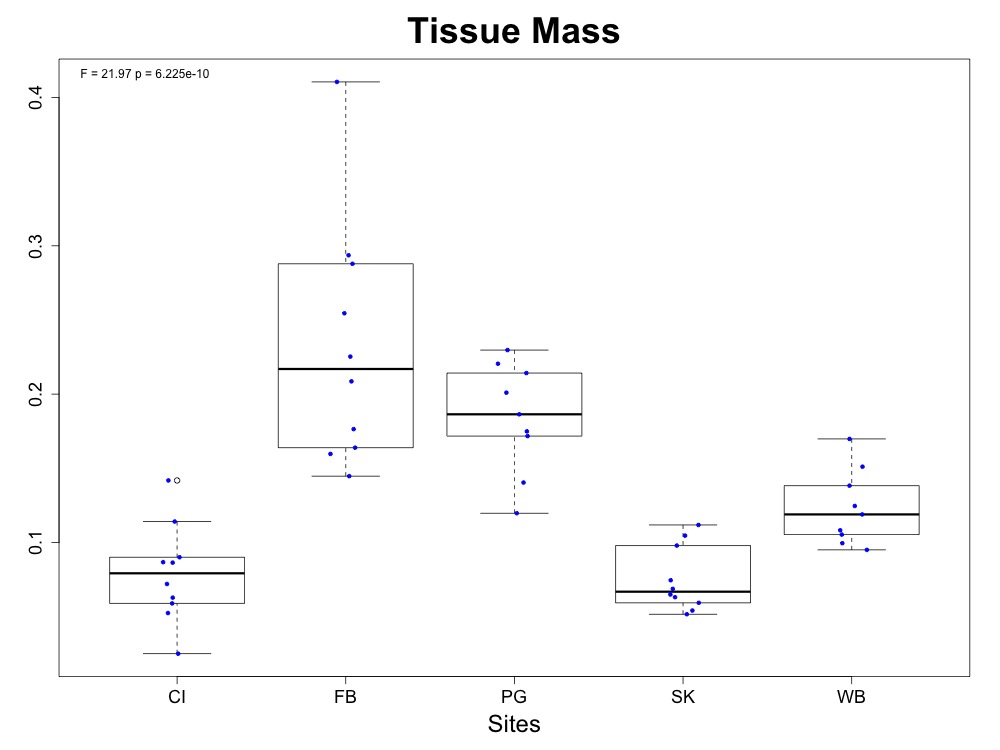 Tissue Mass
F = 21.97 p = 6.225e-10
0.4
0.3
0.2
0.1
CI FB PG SK WB
Sites